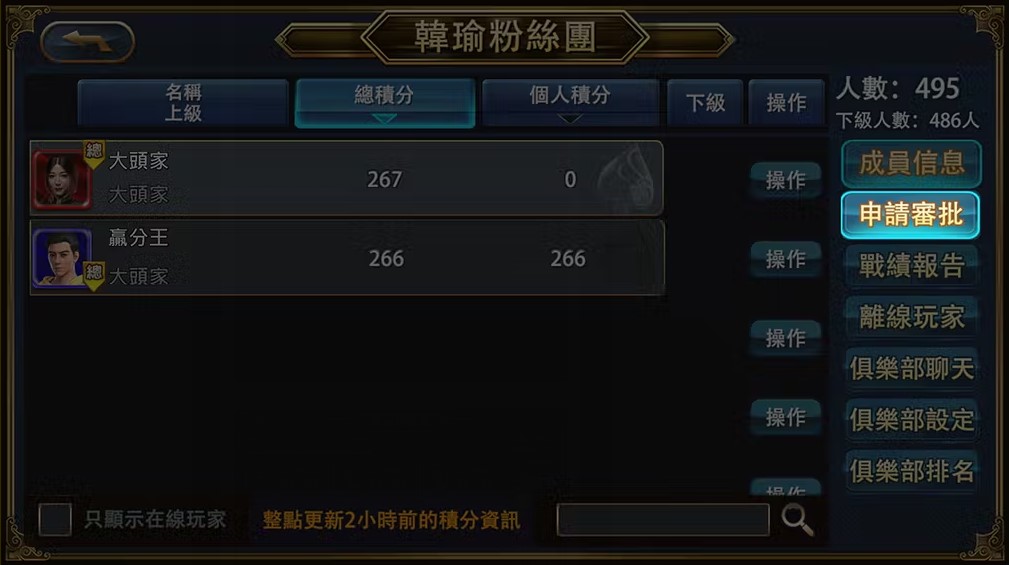 韓瑜粉絲團
名稱
上級
總積分
個人積分
下級
操作
人數：495
下級人數：486人
總
大頭家
大頭家
267
0
操作
贏分王
總
大頭家
266
266
操作
操作
操作
操作
成員信息
申請審批
戰績報告
離線玩家
俱樂部聊天
俱樂部設定
俱樂部排名
只顯示在線玩家
整點更新2小時前的積分資訊